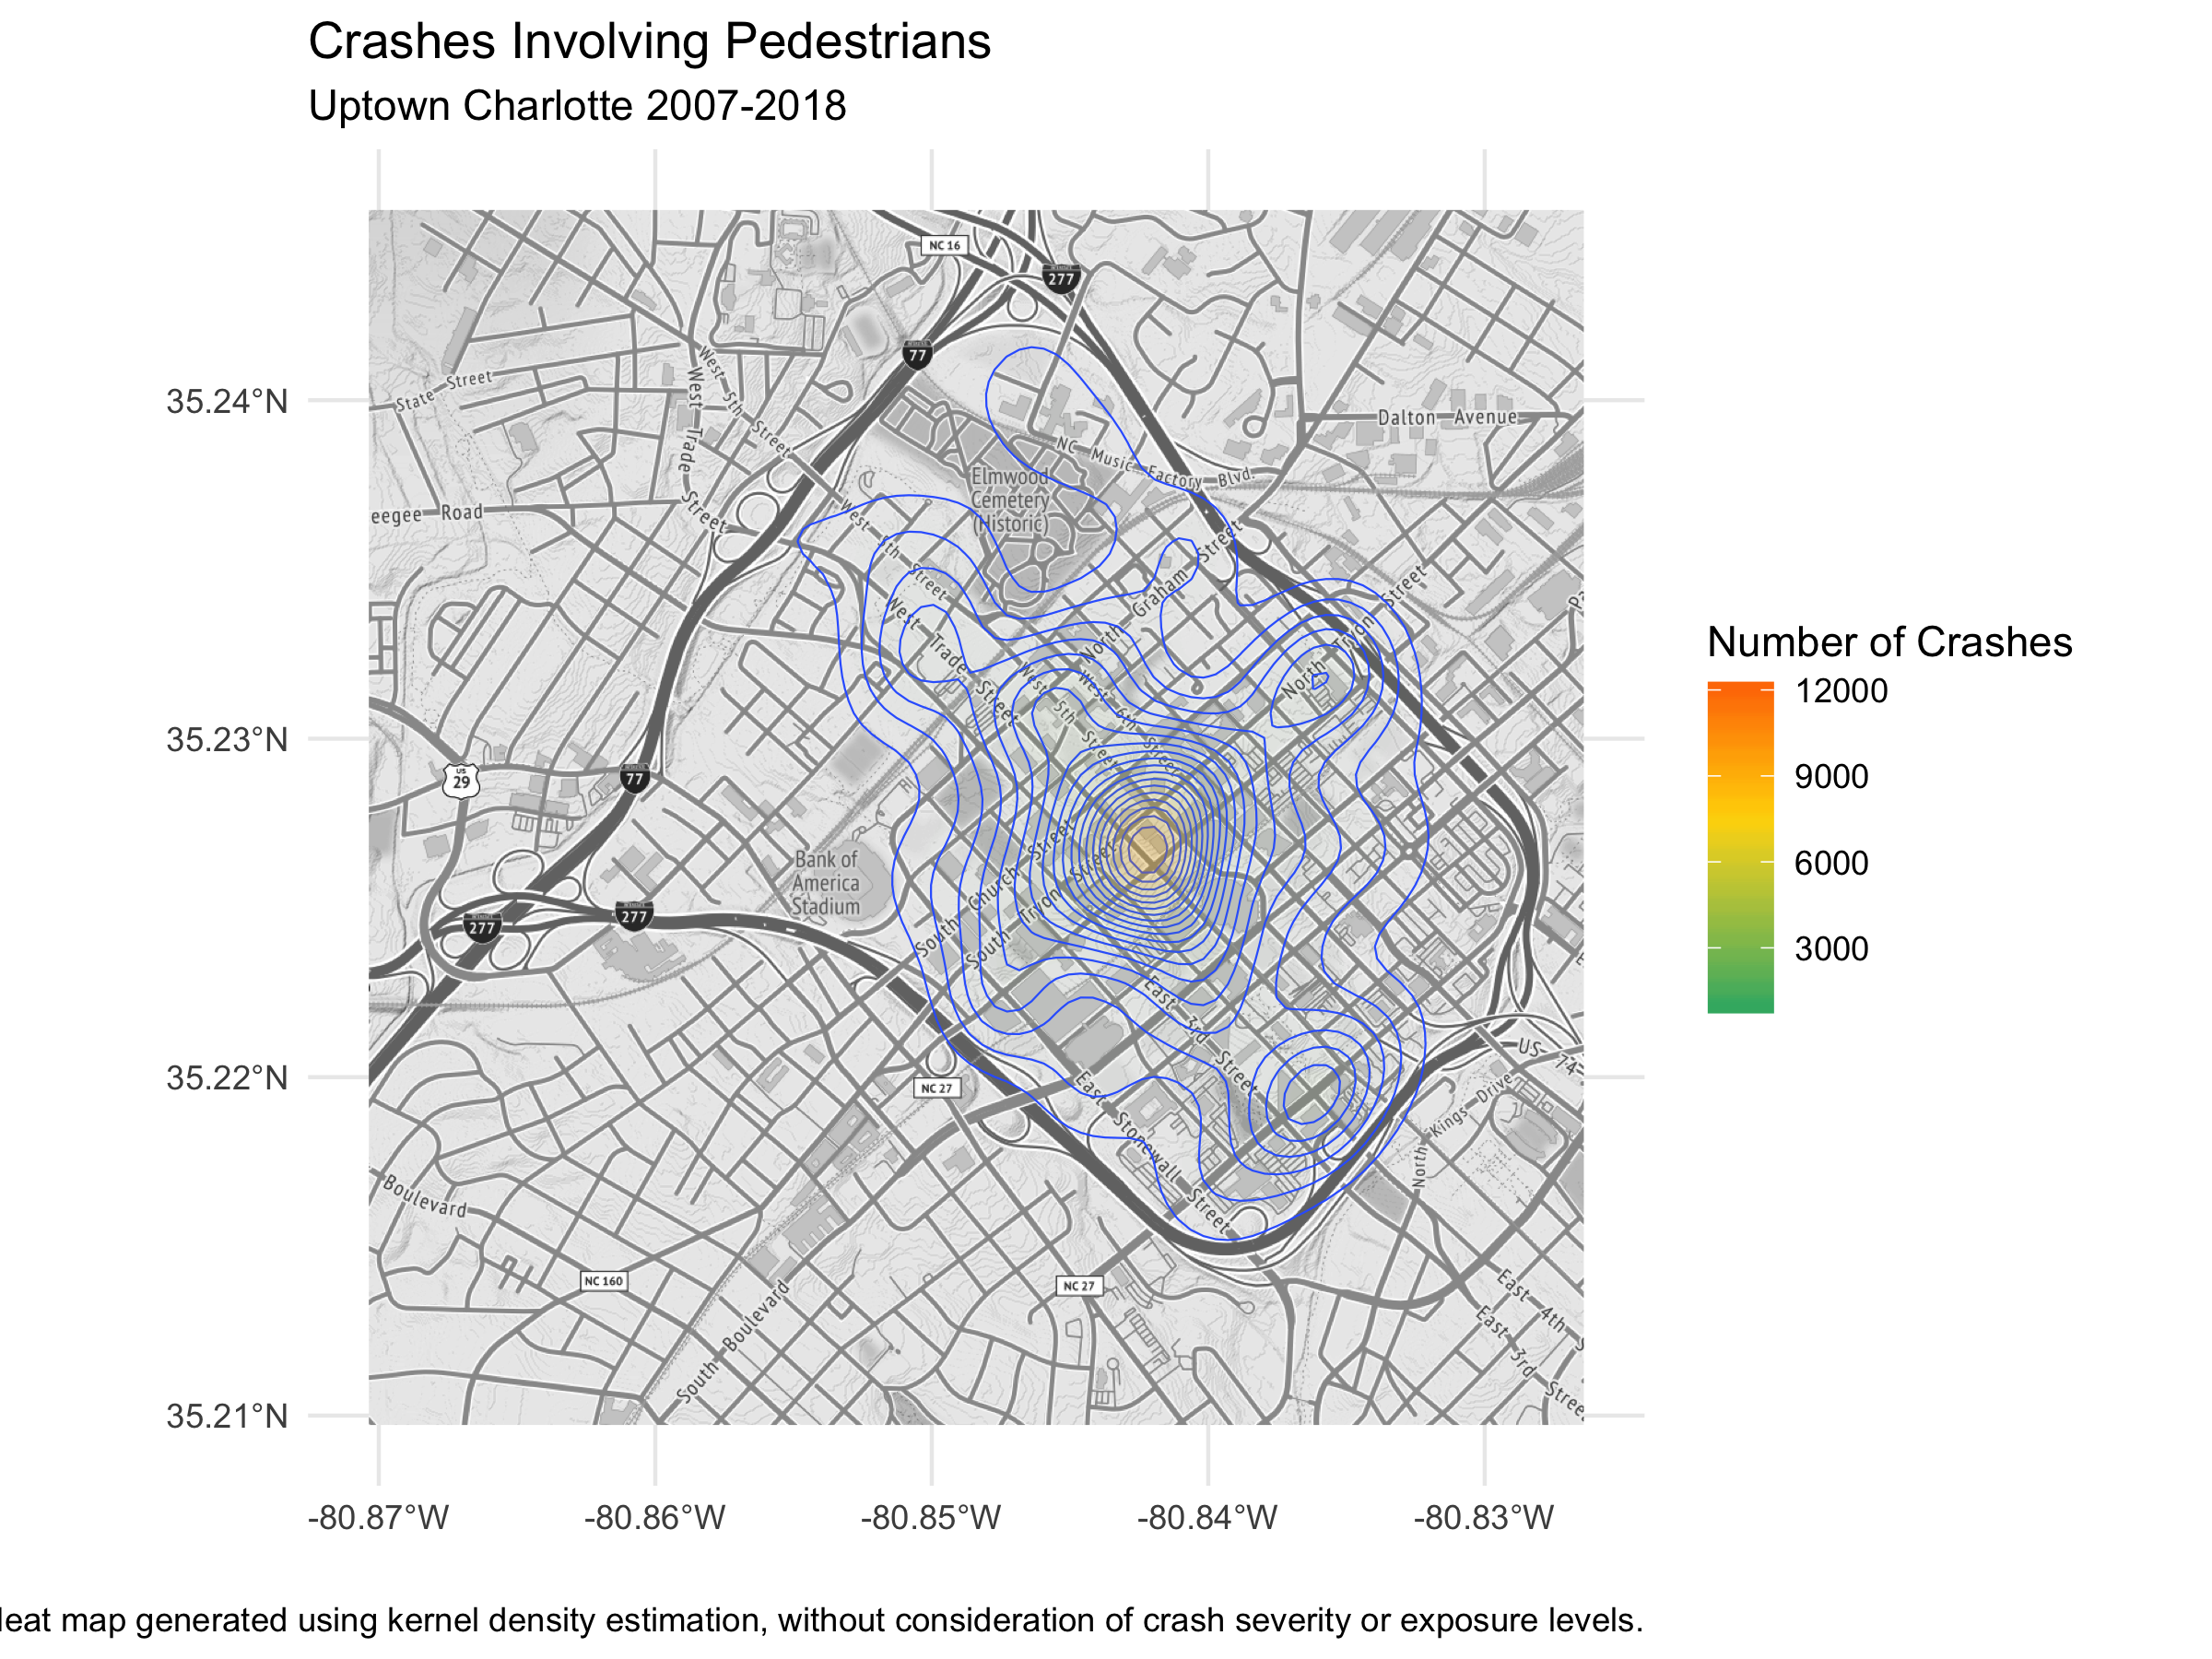 Crashes Involving Pedestrians
Uptown Charlotte 2007-2018
NC 16
277
77
35.24°N
State Street
West 5th Street
West Trade Street
Dalton Avenue
NC Music Factory Blvd.
Elmwood
Cemetery
(Historic)
eegee Road
West 5th Street
North Graham Street
North Tryon Street
West Trade Street
West 5th Street
West 6th Street
35.23°N
US
29
77
Bank of
America
Stadium
South Church Street
South Tryon Street
277
277
East 3rd Street
35.22°N
NC 27
US 74
North Kings Drive
East Stonewall Street
Boulevard
NC 160
NC 27
South Boulevard
East 4th S
East 3rd Stree
35.21°N
-80.87°W
-80.86°W
-80.85°W
-80.84°W
-80.83°W
Number of Crashes
12000
9000
6000
3000
eat map generated using kernel density estimation, without consideration of crash severity or exposure levels.